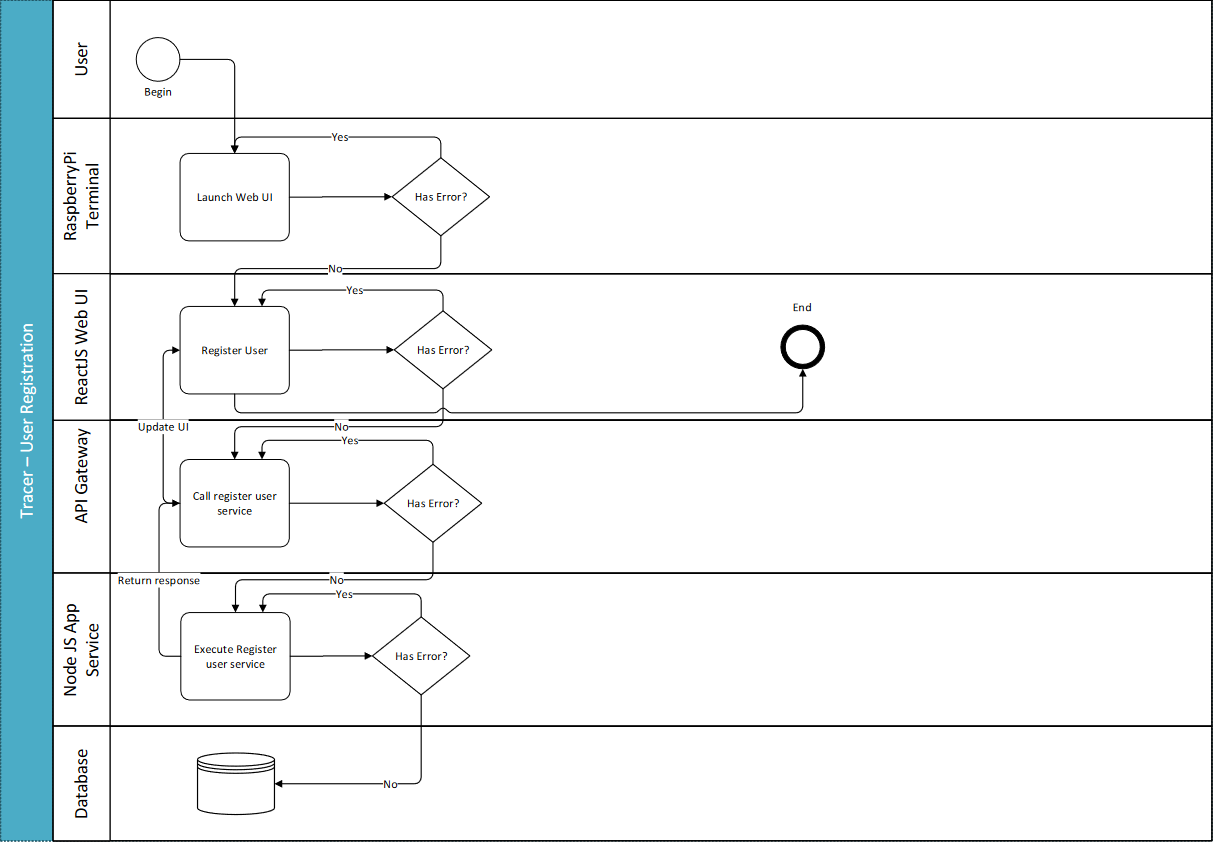 Tracer – User Registration
User
Begin
RaspberryPi
Terminal
Yes
Launch Web UI
Has Error?
No
ReactJS Web UI
Yes
End
Register User
Has Error?
Update UI
No
API Gateway
Yes
Call register user
service
Has Error?
Return response
No
Node JS App
Service
Yes
Execute Register
user service
Has Error?
Database
No